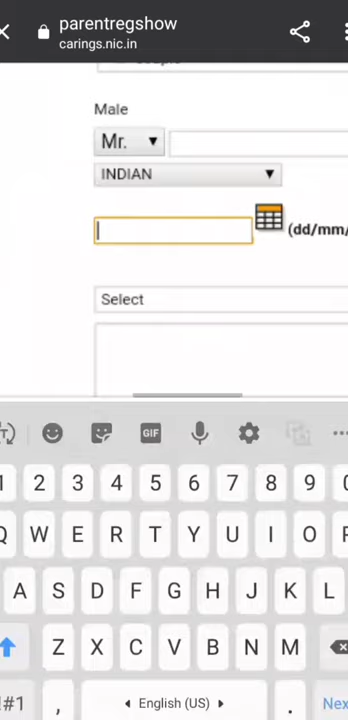 parentregshow
carings.nic.in
Male
Mr.
INDIAN
(dd/mm/
Select
GIF
1 2 3 4 5 6 7 8 9 0
Q W E R T Y U I O P
A S D F G H J K L
Z X C V B N M
!#1 , English (US) . Nex